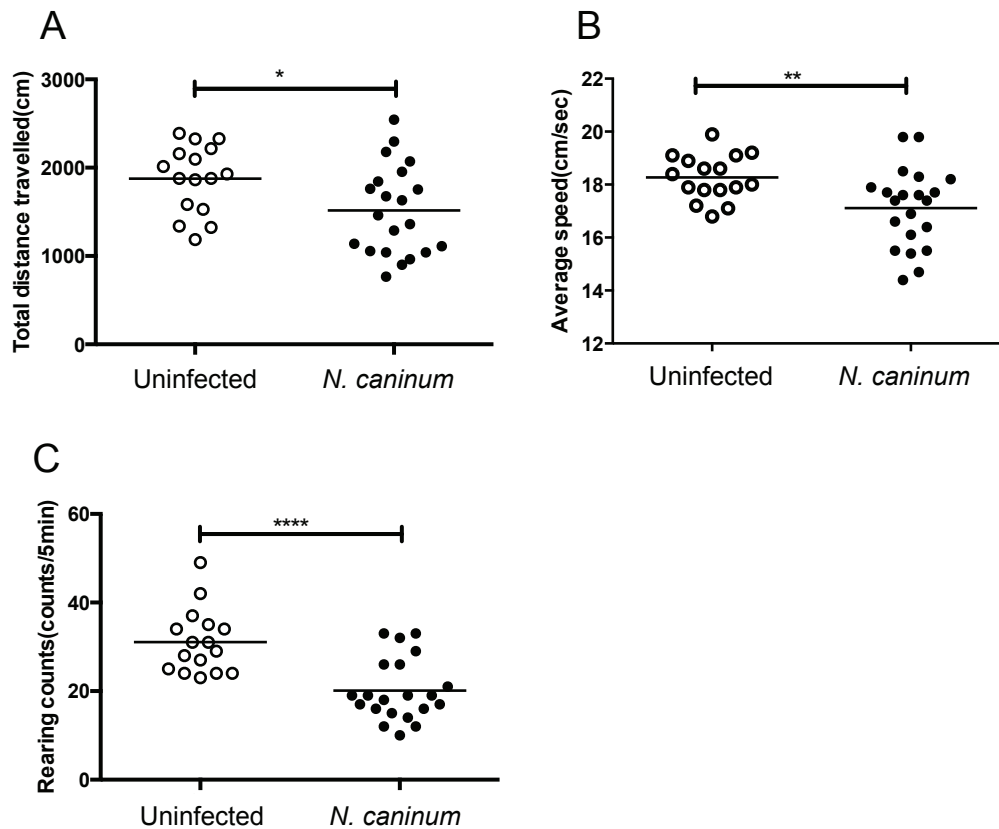 A
Total distance travelled(cm)
3000
2000
1000
0
*
Uninfected
N. caninum
B
Average speed(cm/sec)
22
20
18
16
14
12
**
Uninfected
N. caninum
C
Rearing counts(counts/5min)
60
40
20
0
****
Uninfected
N. caninum